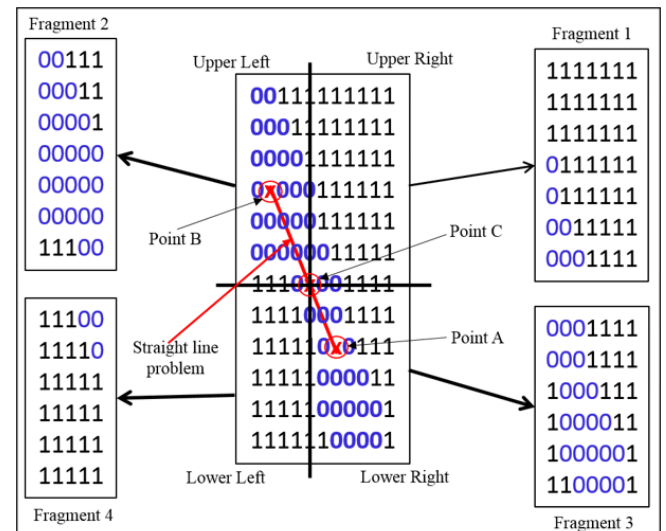 Fragment 2
00111
00011
00001
00000
00000
00000
11100
Upper Left
Upper Right
00111111111
00011111111
00001111111
0X000111111
00000111111
00000011111
1110X001111
11110001111
111110X0111
11111000011
11111000001
11111100001
Point B
Point C
Straight line
problem
Point A
Lower Left
Lower Right
Fragment 1
1111111
1111111
1111111
0111111
0111111
0011111
0001111
11100
11110
11111
11111
11111
11111
Fragment 4
0001111
0001111
1000111
1000011
1000001
1100001
Fragment 3